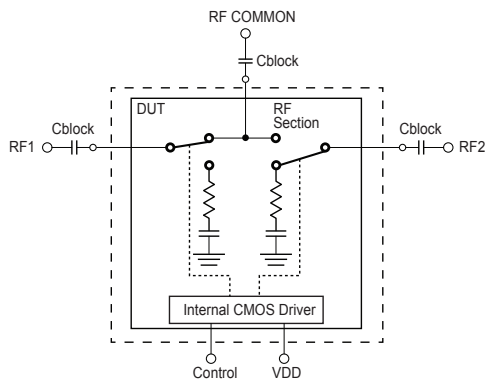 RF COMMON
Cblock
DUT
RF
Section
Cblock
RF1
Cblock
RF2
Internal CMOS Driver
Control
VDD